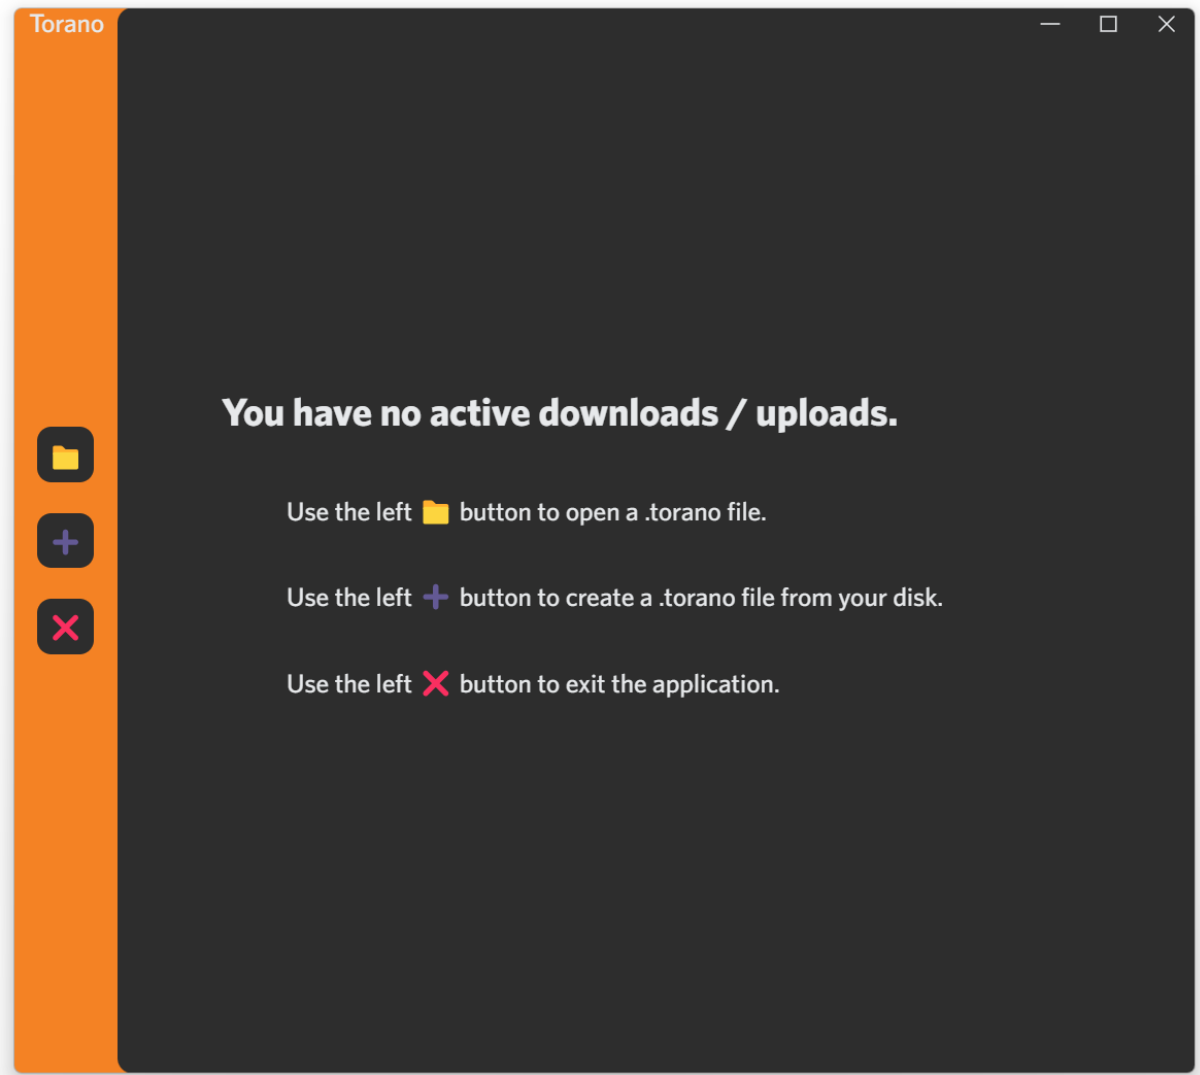 Torano
You have no active downloads / uploads.
Use the left 📁 button to open a .torano file.
Use the left ➕ button to create a .torano file from your disk.
Use the left ❌ button to exit the application.